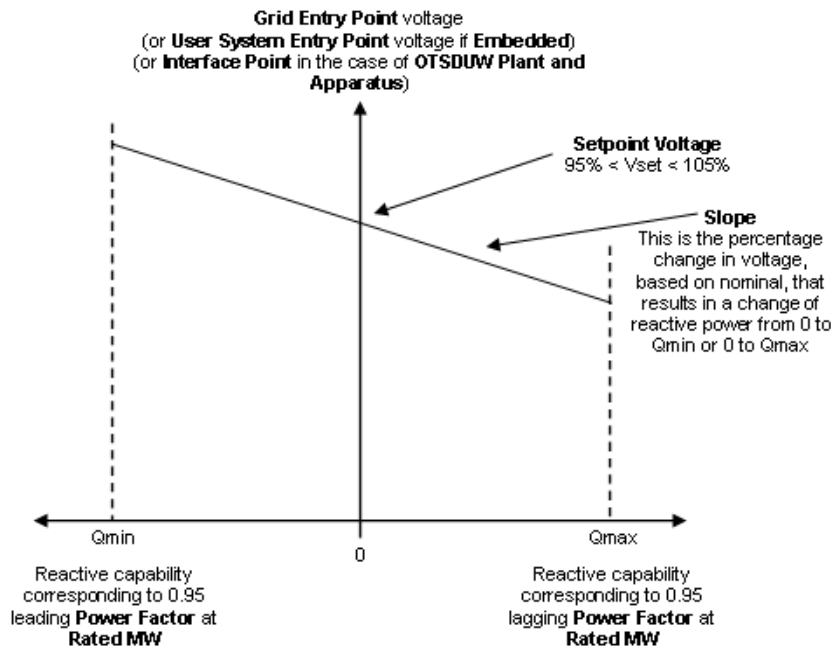 Grid Entry Point voltage
(or User System Entry Point voltage if Embedded)
(or Interface Point in the case of OTSDUW Plant and
Apparatus)
Setpoint Voltage
95% < Vset < 105%
Slope
This is the percentage
change in voltage,
based on nominal, that
results in a change of
reactive power from 0 to
Qmin or 0 to Qmax
Qmin
0
Qmax
Reactive capability
corresponding to 0.95
leading Power Factor at
Rated MW
Reactive capability
corresponding to 0.95
lagging Power Factor at
Rated MW